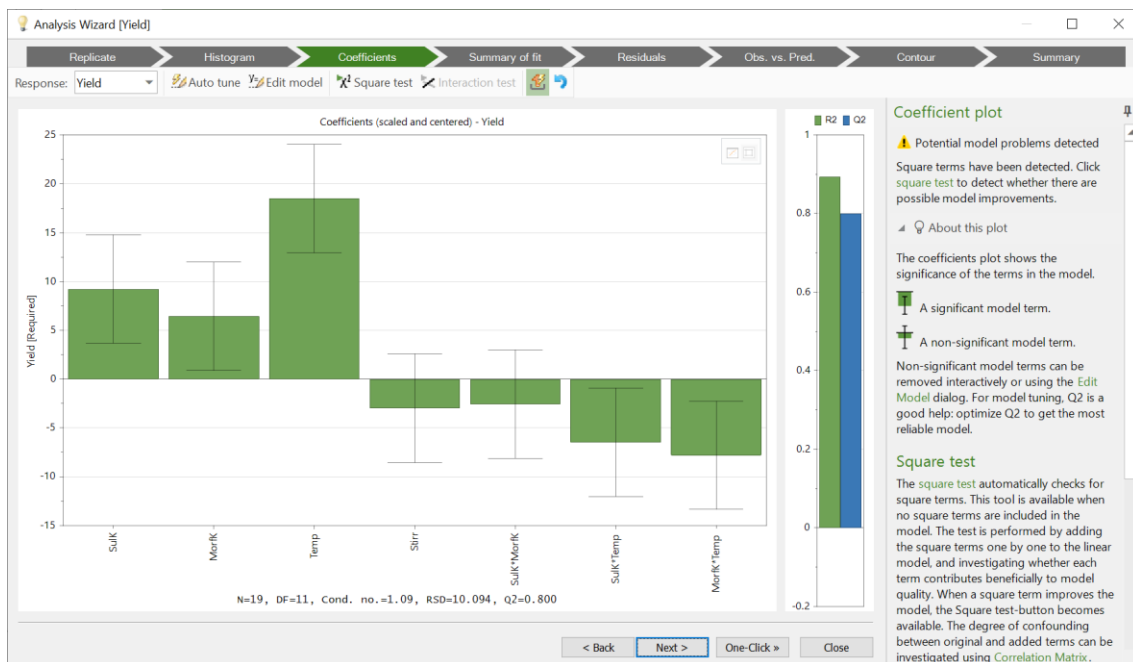 Analysis Wizard [Yield]
Replicate
Histogram
Coefficients
Summary of fit
Residuals
Obs. vs. Pred.
Contour
Summary
Response: Yield
Auto tune
Edit model
Square test
Interaction test
Coefficients (scaled and centered) - Yield
25
20
15
10
5
0
-5
-10
-15
Yield [Required]
SulK
MorfK
Temp
Stirr
SulK*MorfK
SulK*Temp
MorfK*Temp
N=19, DF=11, Cond. no.=1.09, RSD=10.094, Q2=0.800
R2 Q2
1
0.8
0.6
0.4
0.2
0
-0.2
Coefficient plot
Potential model problems detected
Square terms have been detected. Click
square test to detect whether there are
possible model improvements.
About this plot
The coefficients plot shows the
significance of the terms in the model.
A significant model term.
A non-significant model term.
Non-significant model terms can be
removed interactively or using the Edit
Model dialog. For model tuning, Q2 is a
good help: optimize Q2 to get the most
reliable model.
Square test
The square test automatically checks for
square terms. This tool is available when
no square terms are included in the
model. The test is performed by adding
the square terms one by one to the linear
model, and investigating whether each
term contributes beneficially to model
quality. When a square term improves the
model, the Square test-button becomes
available. The degree of confounding
between original and added terms can be
investigated using Correlation Matrix.
< Back
Next >
One-Click »
Close